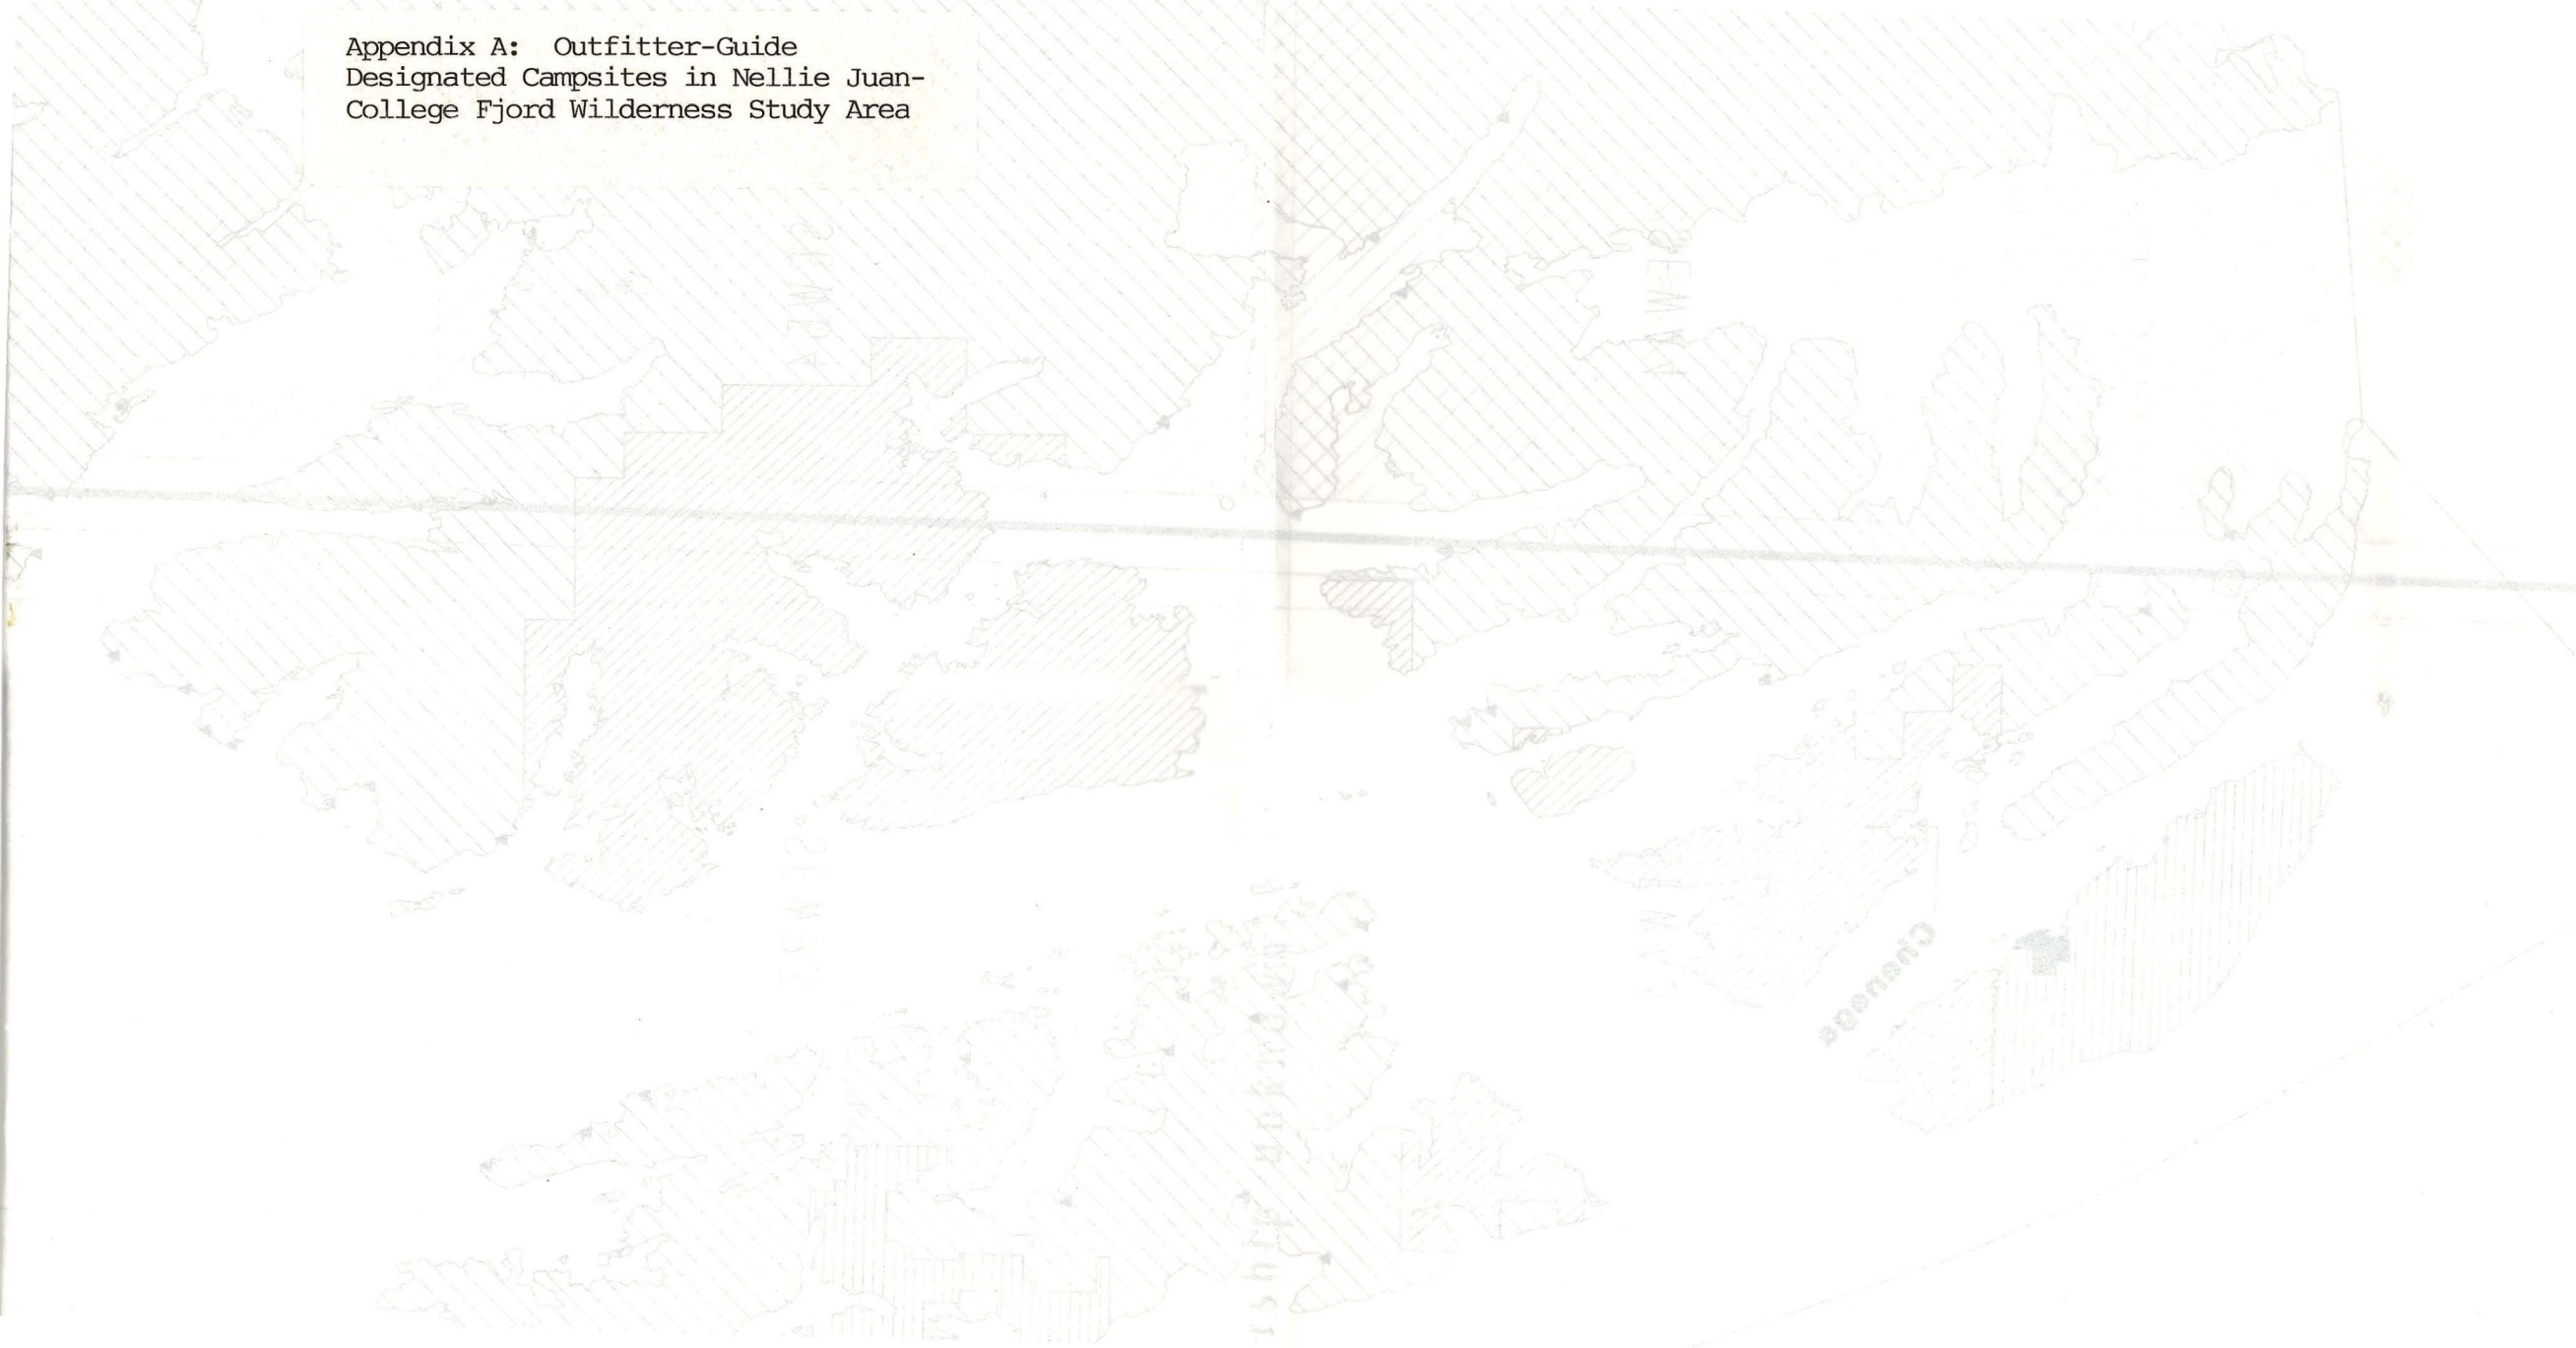 Appendix A:  Outfitter-Guide
Designated Campsites in Nellie Juan-
College Fjord Wilderness Study Area
Chenega